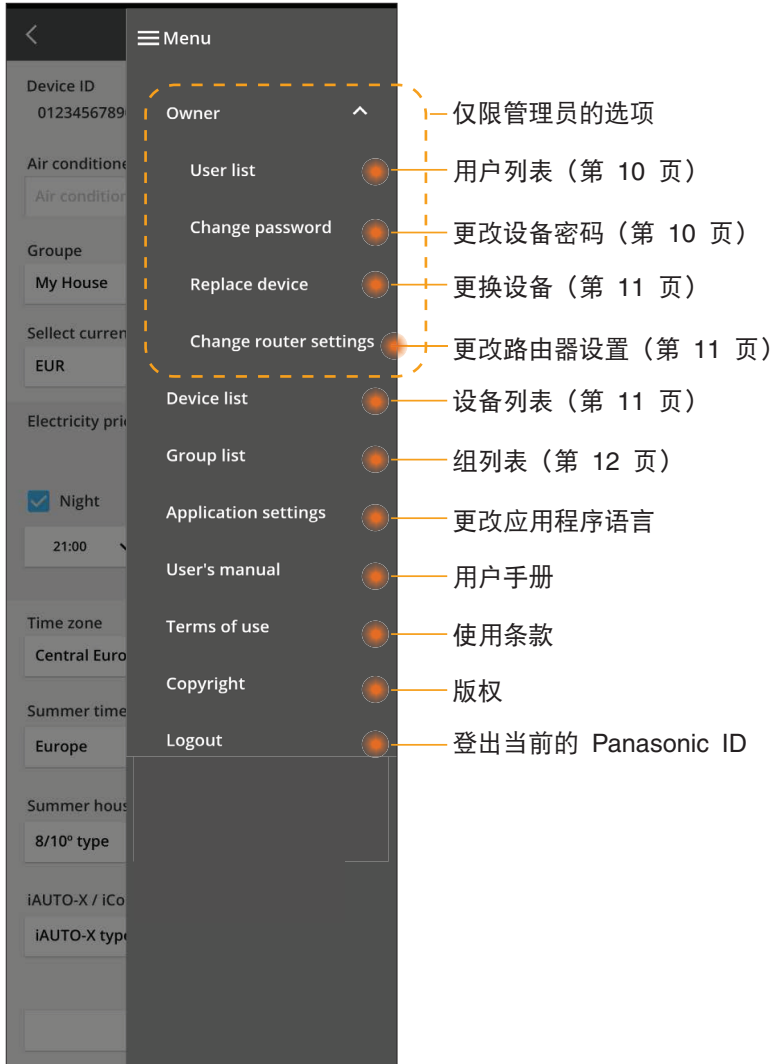 Menu
Device ID
0123456789
Owner
仅限管理员的选项
Air conditione
Air condition
User list
用户列表（第 10 页）
Change password
更改设备密码（第 10 页）
Groupe
My House
Replace device
更换设备（第 11 页）
Sellect curren
EUR
Change router settings
更改路由器设置（第 11 页）
Device list
设备列表（第 11 页）
Electricity pri
Group list
组列表（第 12 页）
Night
21:00
Application settings
更改应用程序语言
User's manual
用户手册
Time zone
Central Euro
Terms of use
使用条款
Copyright
版权
Summer time
Europe
Logout
登出当前的 Panasonic ID
Summer hous
8/10º type
iAUTO-X / iCo
iAUTO-X type